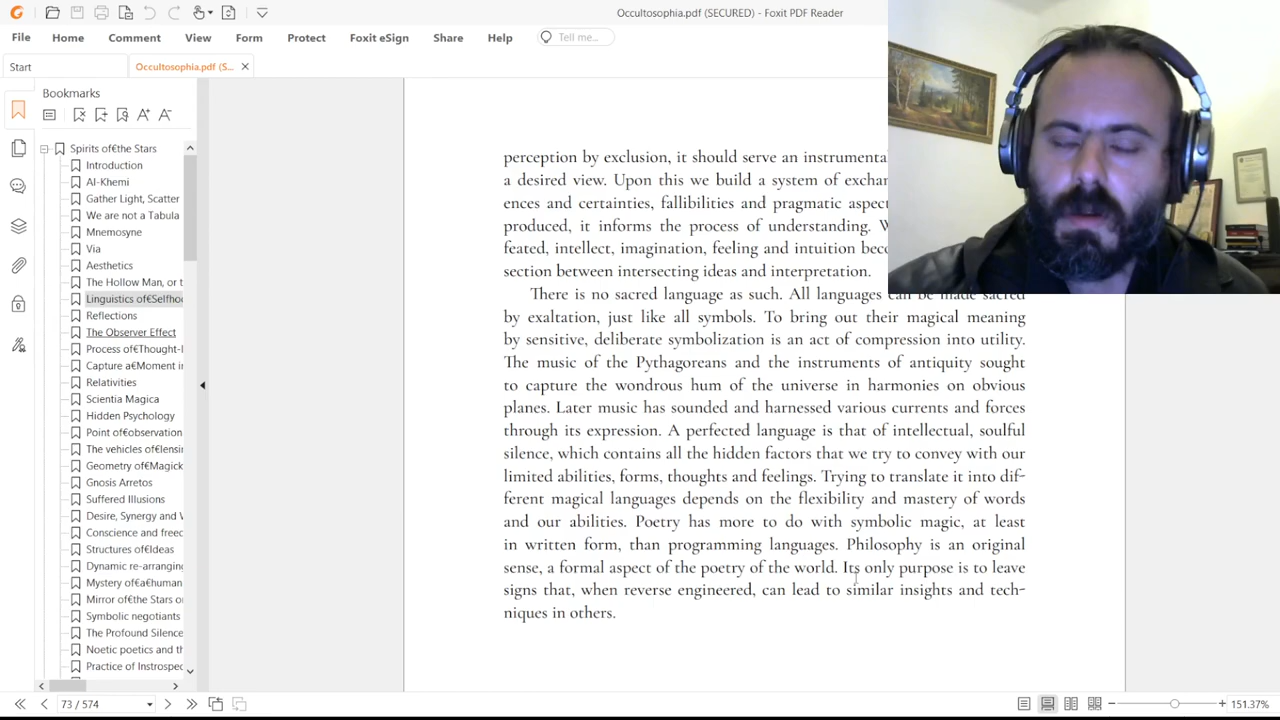 Occultosophia.pdf (SECURED) - Foxit PDF Reader
File Home Comment View Form Protect Foxit eSign Share Help Tell me...
Start Occultosophia.pdf (S...
Bookmarks
Spirits of€the Stars
Introduction
Al-Khemi
Gather Light, Scatter
We are not a Tabula
Mnemosyne
Via
Aesthetics
The Hollow Man, or t
Linguistics of€Selfhoo
Reflections
The Observer Effect
Process of€Thought-l
Capture a€Moment ir
Relativities
Scientia Magica
Hidden Psychology
Point of€observation
The vehicles of€lensin
Geometry of€Magick
Gnosis Arretos
Suffered Illusions
Desire, Synergy and V
Conscience and freec
Structures of€Ideas
Dynamic re-arranging
Mystery of€a€human
Mirror of€the Stars or
Symbolic negotiants
The Profound Silence
Noetic poetics and th
Practice of Instrospec
perception by exclusion, it should serve an instrumental
a desired view. Upon this we build a system of
ences and certainties, fallibilities and pragmatic
produced, it informs the process of understanding.
feated, intellect, imagination, feeling and intuition
section between intersecting ideas and interpretation.
There is no sacred language as such. All languages can be made sacred
by exaltation, just like all symbols. To bring out their magical meaning
by sensitive, deliberate symbolization is an act of compression into utility.
The music of the Pythagoreans and the instruments of antiquity sought
to capture the wondrous hum of the universe in harmonies on obvious
planes. Later music has sounded and harnessed various currents and forces
through its expression. A perfected language is that of intellectual, soulful
silence, which contains all the hidden factors that we try to convey with our
limited abilities, forms, thoughts and feelings. Trying to translate it into dif-
ferent magical languages depends on the flexibility and mastery of words
and our abilities. Poetry has more to do with symbolic magic, at least
in written form, than programming languages. Philosophy is an original
sense, a formal aspect of the poetry of the world. Its only purpose is to leave
signs that, when reverse engineered, can lead to similar insights and tech-
niques in others.
73 / 574
151.37%